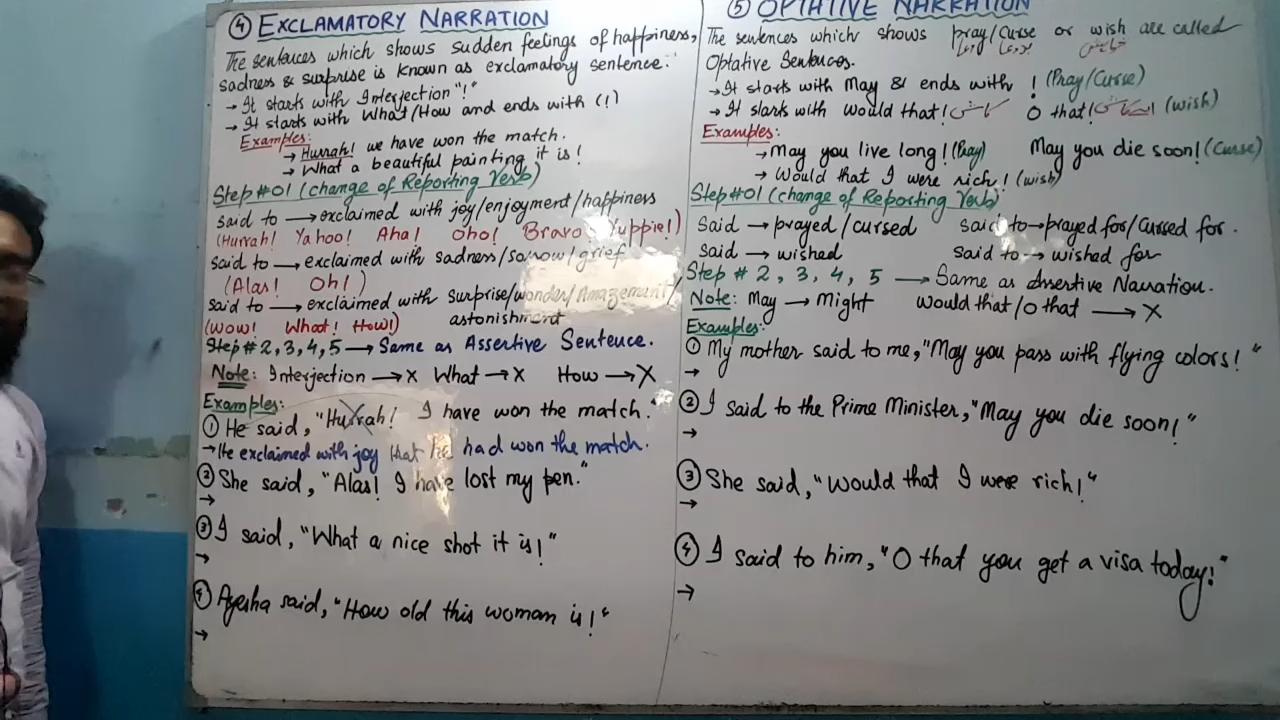 ④ EXCLAMATORY NARRATION
The sentences which shows sudden feelings of happiness,
sadness & surprise is known as exclamatory sentence.
→ It starts with Interjection "!"
→ It starts with What/How and ends with (!)
Examples:
→ Hurrah! we have won the match.
→ What a beautiful painting it is!
Step #01 (change of Reporting Verb)
said to → exclaimed with joy/enjoyment/happiness
(Hurrah! Yahoo! Aha! Oho! Bravo! Yuppie!)
said to → exclaimed with sadness/sorrow/grief
(Alas! Oh!)
said to → exclaimed with surprise/wonder/Amazement/
astonishment
(Wow! What! How!)
Step #2,3,4,5 → Same as Assertive Sentence.
Note: Interjection → X What → X How → X
Examples:
① He said, "Hurrah! I have won the match."
→ He exclaimed with joy that he had won the match.
② She said, "Alas! I have lost my pen."
→
③ I said, "What a nice shot it is!"
→
④ Ayesha said, "How old this woman is!"
→
⑤ OPTATIVE NARRATION
The sentences which shows pray/curse or wish are called
Optative Sentences.
→ It starts with May & ends with ! (Pray/Curse)
→ It starts with Would that! کاش O that! (wish)
Examples:
→ May you live long! (Pray) May you die soon! (Curse)
→ Would that I were rich! (wish)
Step #01 (change of Reporting Verb)
Said → prayed/cursed said to → prayed for/cursed for.
Said → wished said to → wished for
Step # 2, 3, 4, 5 → Same as Assertive Narration.
Note: May → Might would that/O that → X
Examples:
① My mother said to me, "May you pass with flying colors!"
→
② I said to the Prime Minister, "May you die soon!"
→
③ She said, "Would that I were rich!"
→
④ I said to him, "O that you get a visa today!"
→